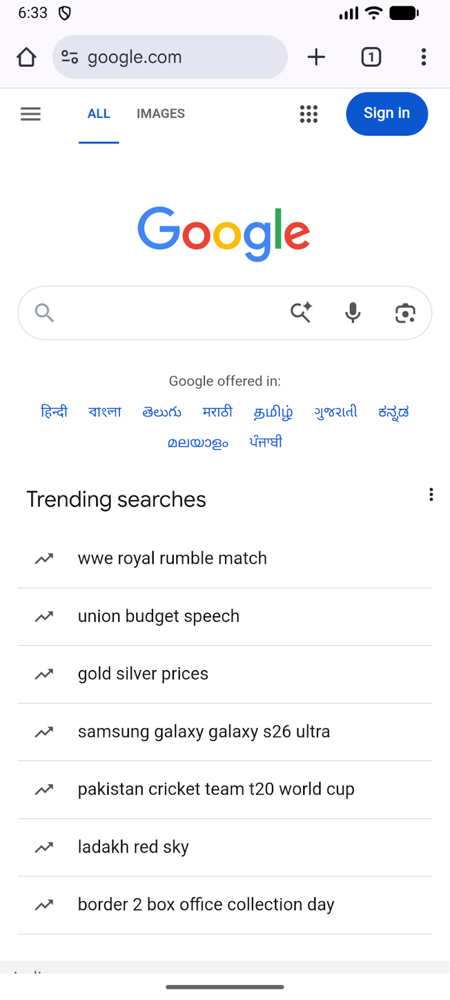 6:33
google.com 1
ALL IMAGES Sign in
Google
Google offered in:
हिन्दी বাংলা తెలుగు मराठी தமிழ் ગુજરાતી ಕನ್ನಡ
മലയാളം ਪੰਜਾਬੀ
Trending searches
wwe royal rumble match
union budget speech
gold silver prices
samsung galaxy galaxy s26 ultra
pakistan cricket team t20 world cup
ladakh red sky
border 2 box office collection day